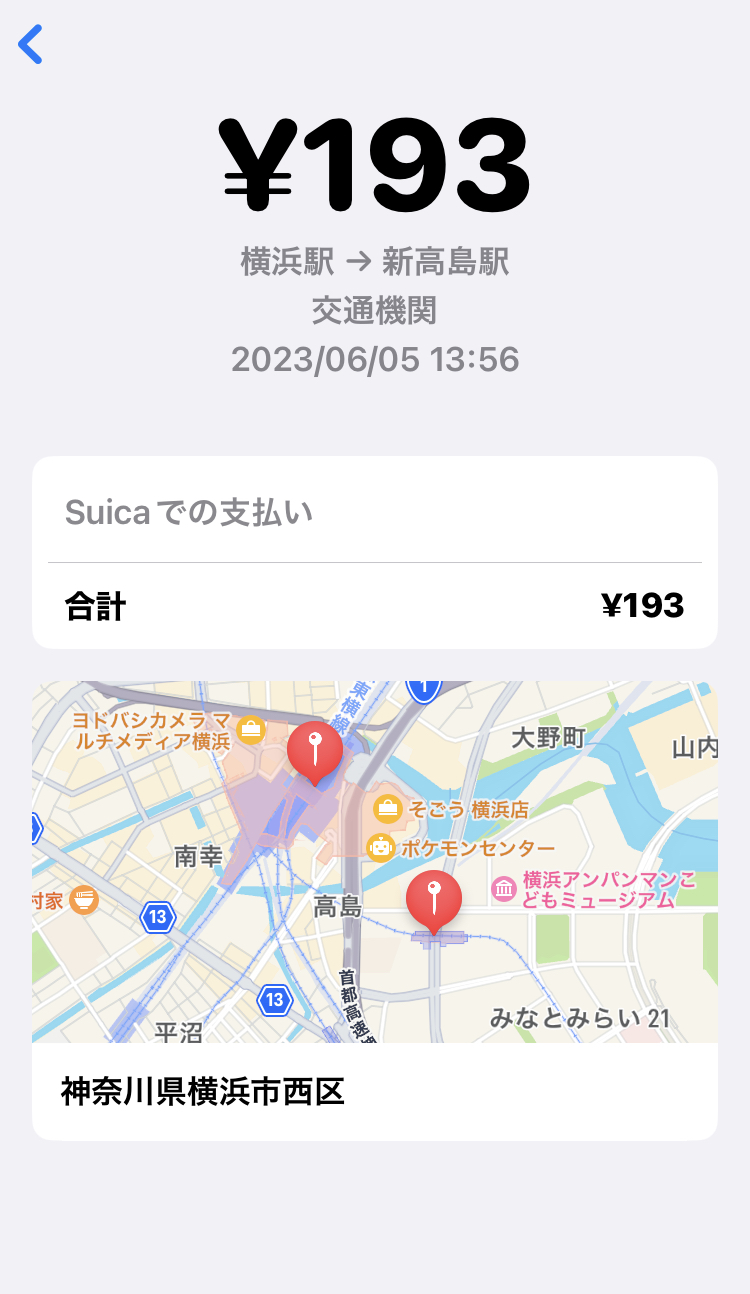 ¥193
横浜駅 → 新高島駅
交通機関
2023/06/05 13:56
Suicaでの支払い
合計 ¥193
東横線
1
ヨドバシカメラ マ
ルチメディア横浜
大野町
山内
そごう 横浜店
ポケモンセンター
南幸
横浜アンパンマンこ
どもミュージアム
村家
13
高島
首都高速
13
みなとみらい 21
平沼
神奈川県横浜市西区